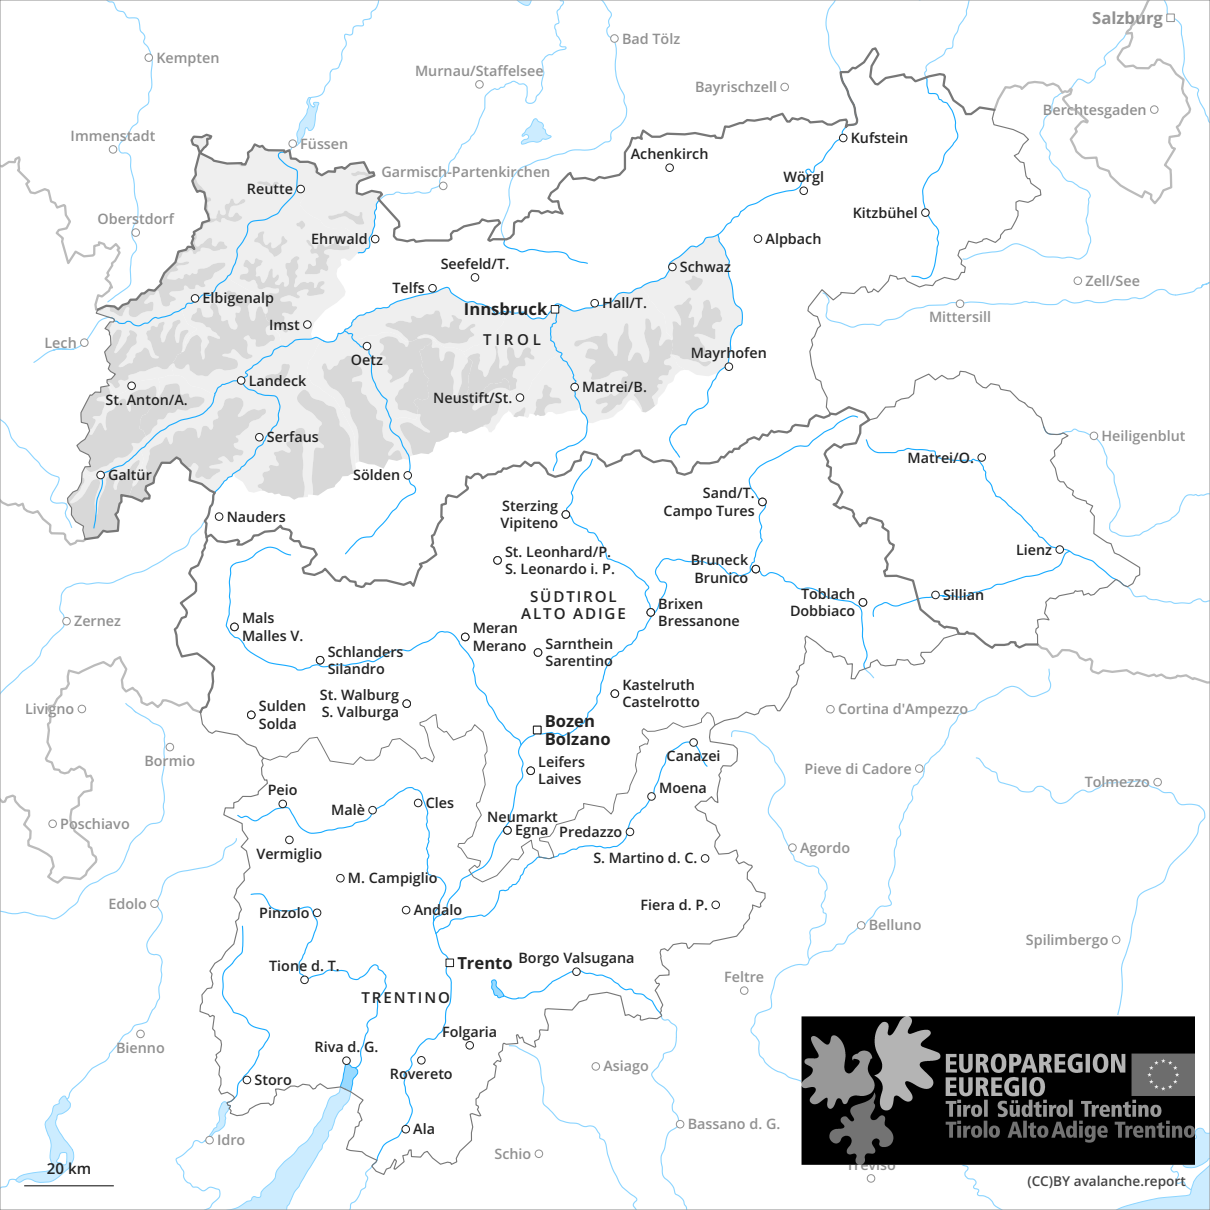 Salzburg
Bad Tölz
Kempten
Murnau/Staffelsee
Bayrischzell
Berchtesgaden
Immenstadt
Füssen
Kufstein
Achenkirch
Garmisch-Partenkirchen
Wörgl
Reutte
Oberstdorf
Kitzbühel
Ehrwald
Alpbach
Seefeld/T.
Schwaz
Zell/See
Telfs
Elbigenalp
Hall/T.
Innsbruck
Mittersill
Imst
TIROL
Lech
Mayrhofen
Oetz
Landeck
Matrei/B.
St. Anton/A.
Neustift/St.
Serfaus
Heiligenblut
Matrei/O.
Galtür
Sölden
Sand/T.
Campo Tures
Sterzing
Vipiteno
Nauders
St. Leonhard/P.
S. Leonardo i. P.
Lienz
Bruneck
Brunico
SÜDTIROL
ALTO ADIGE
Toblach
Dobbiaco
Sillian
Brixen
Bressanone
Zernez
Mals
Malles V.
Meran
Merano
Sarnthein
Sarentino
Schlanders
Silandro
Kastelruth
Castelrotto
St. Walburg
S. Valburga
Sulden
Solda
Livigno
Cortina d'Ampezzo
Bozen
Bolzano
Canazei
Bormio
Leifers
Laives
Pieve di Cadore
Tolmezzo
Peio
Moena
Malè
Cles
Neumarkt
Egna
Poschiavo
Predazzo
Vermiglio
Agordo
S. Martino d. C.
M. Campiglio
Edolo
Fiera d. P.
Pinzolo
Andalo
Belluno
Spilimbergo
Trento
Borgo Valsugana
Tione d. T.
Feltre
TRENTINO
Folgaria
Bienno
Riva d. G.
Rovereto
Asiago
Storo
EUROPAREGION
EUREGIO
Tirol Südtirol Trentino
Tirolo Alto Adige Trentino
Ala
Bassano d. G.
Idro
Schio
Treviso
20 km
(CC)BY avalanche.report